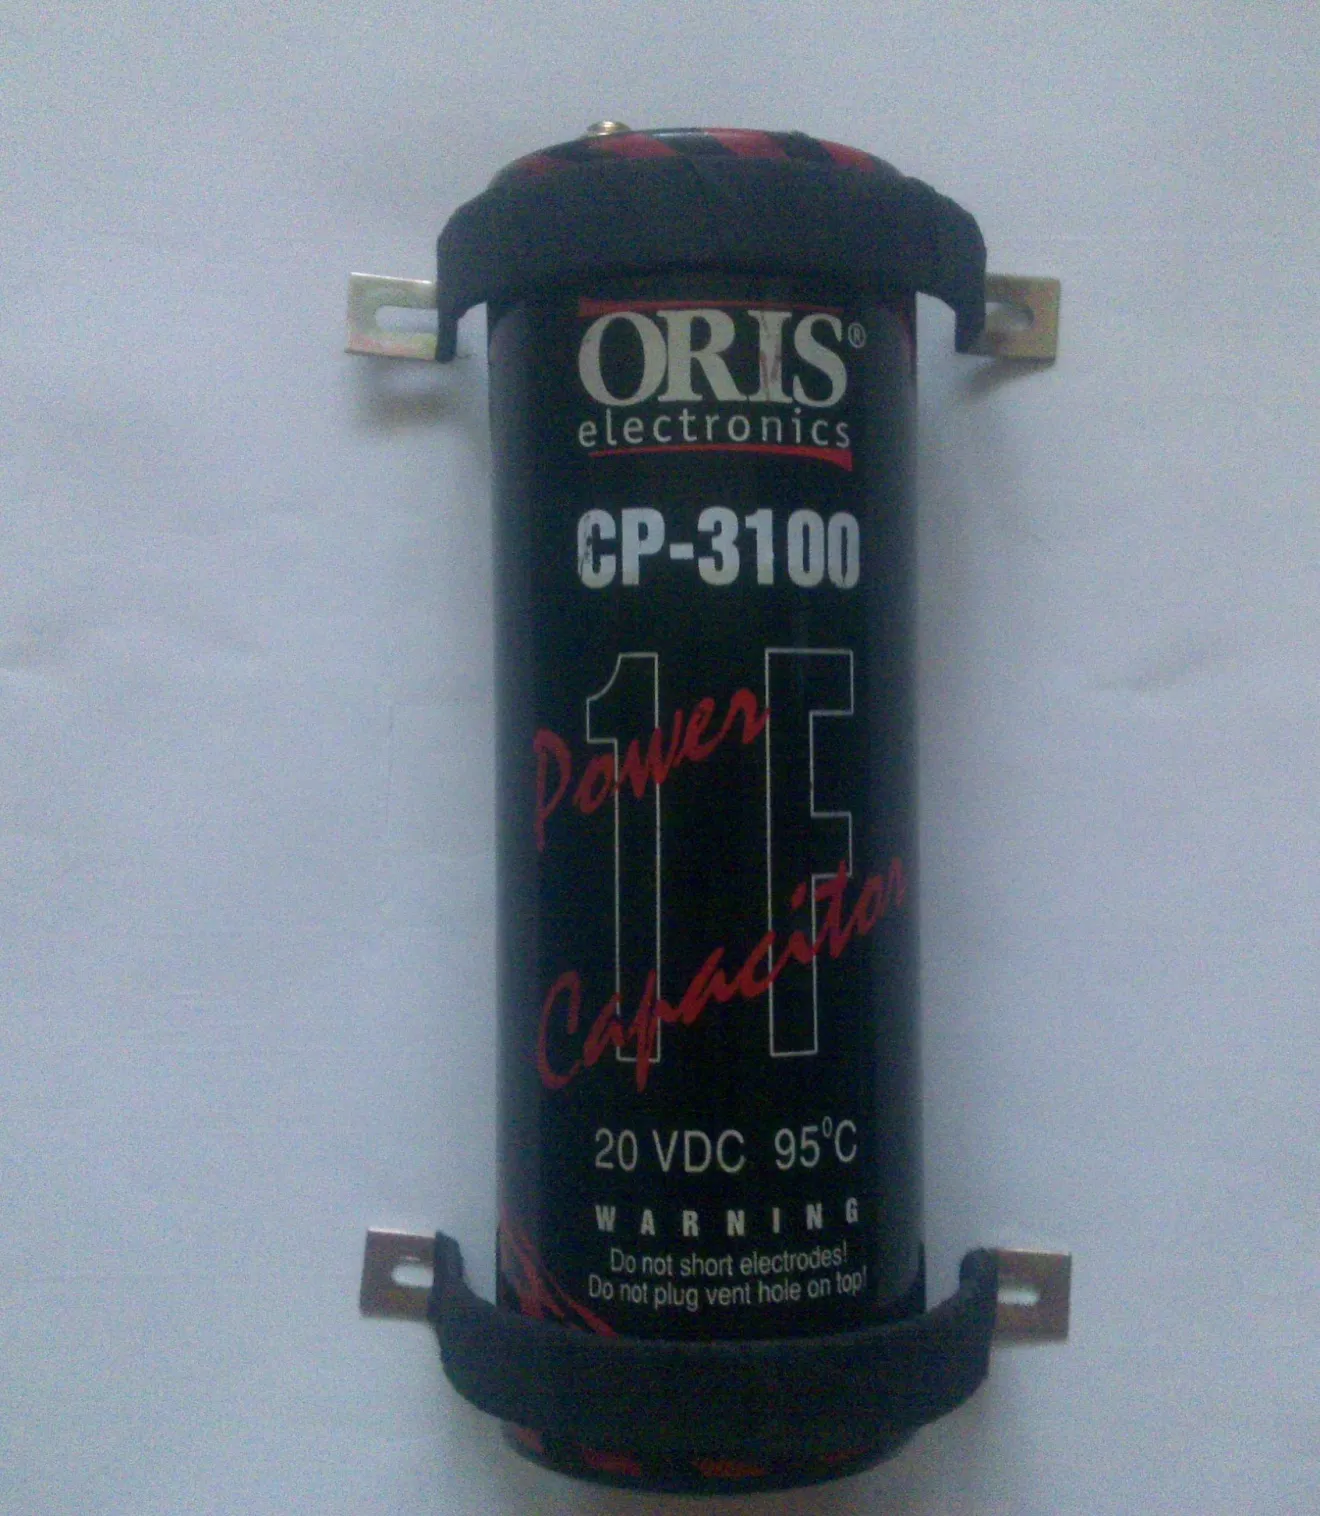 ORIS®
electronics
CP-3100
1F
Power
Capacitor
20 VDC 95°C
WARNING
Do not short electrodes!
Do not plug vent hole on top!